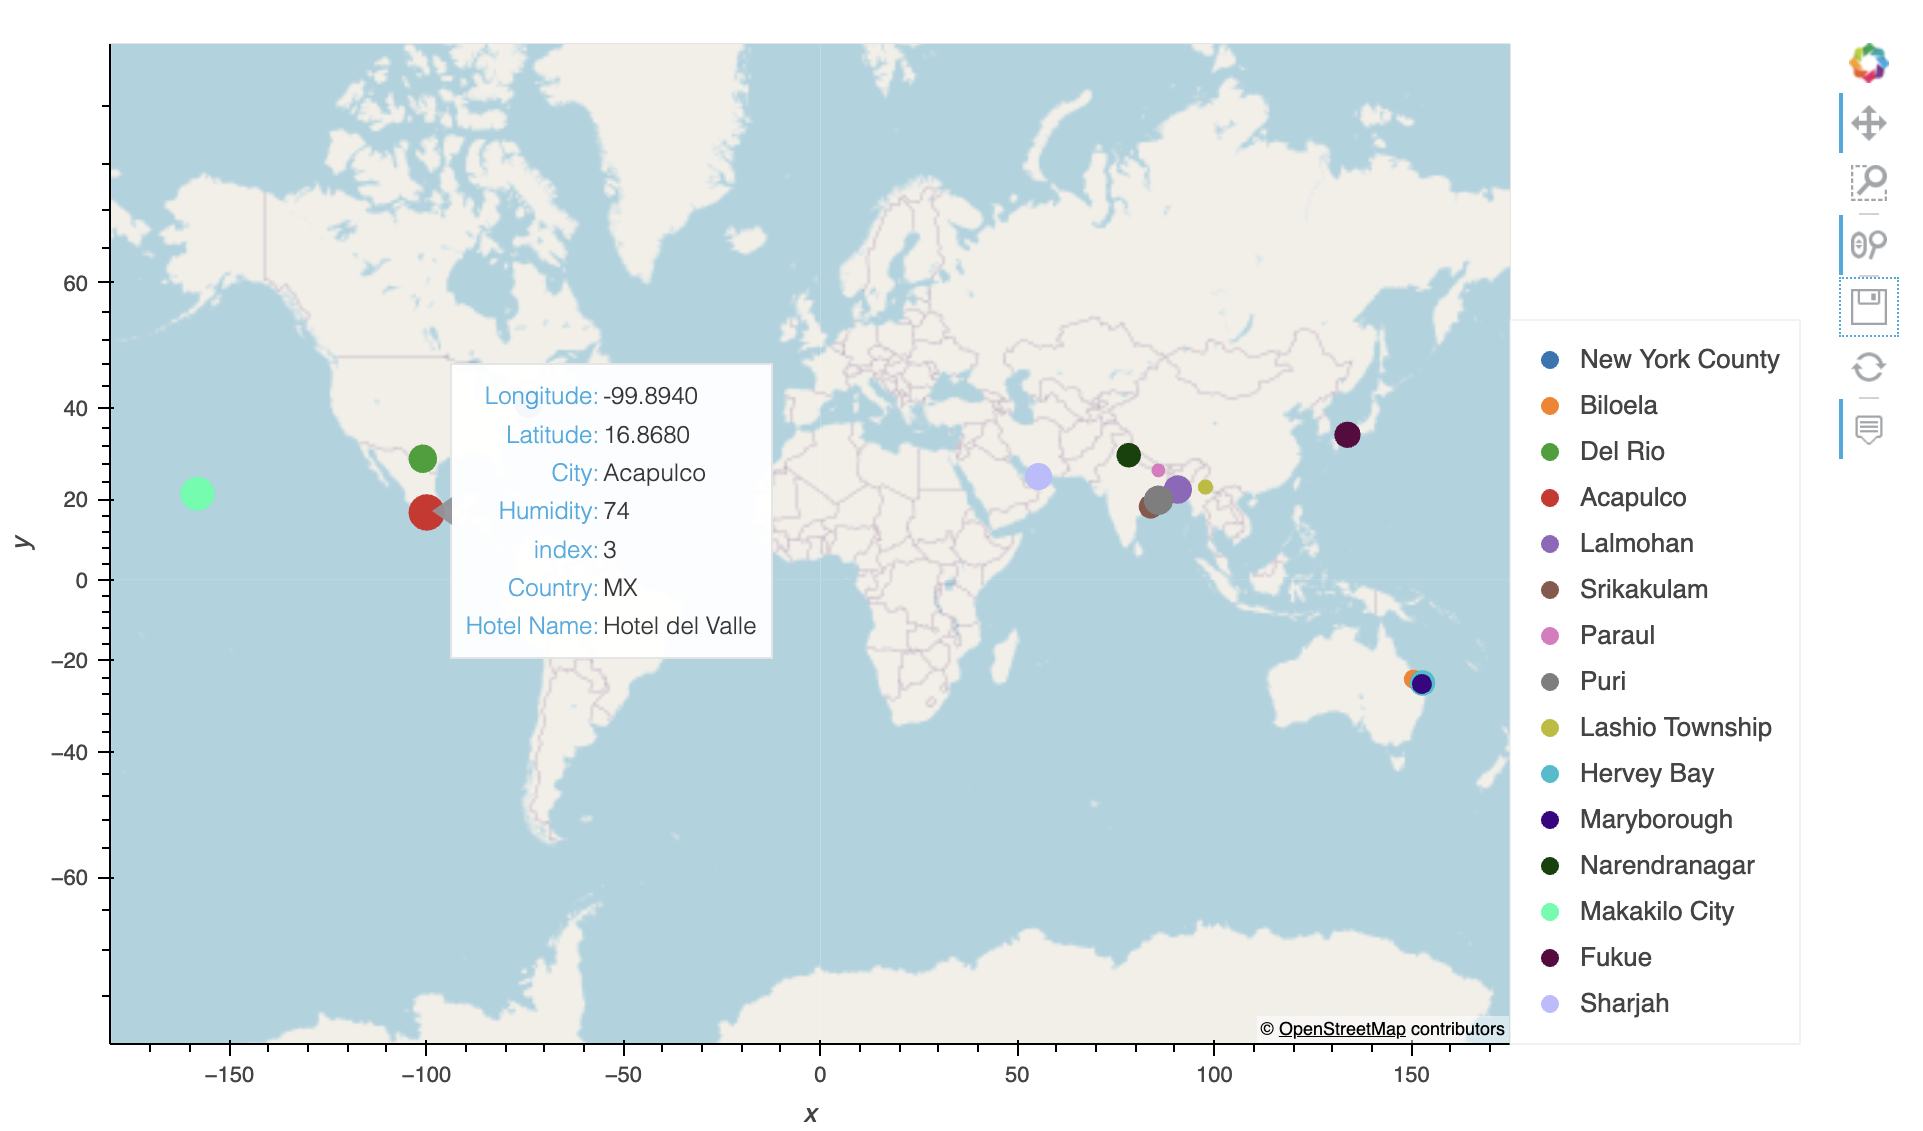 60
40
20
0
−20
−40
−60
y
−150
−100
−50
0
50
100
150
x
Longitude: -99.8940
Latitude: 16.8680
City: Acapulco
Humidity: 74
index: 3
Country: MX
Hotel Name: Hotel del Valle
© OpenStreetMap contributors
New York County
Biloela
Del Rio
Acapulco
Lalmohan
Srikakulam
Paraul
Puri
Lashio Township
Hervey Bay
Maryborough
Narendranagar
Makakilo City
Fukue
Sharjah